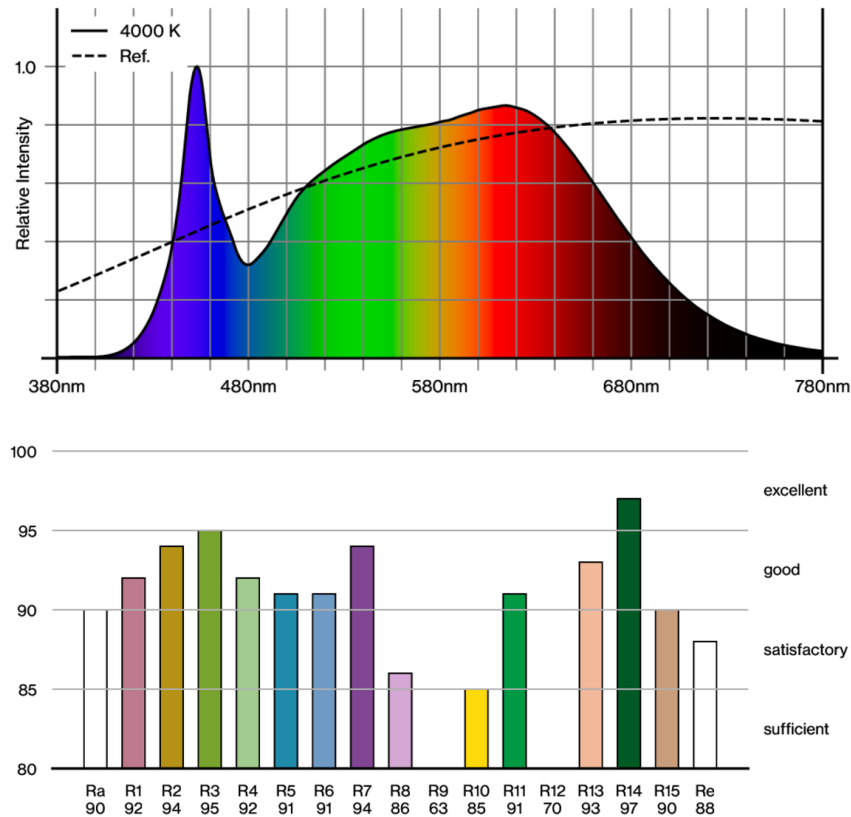 4000 K
Ref.
1.0
Relative Intensity
380nm 480nm 580nm 680nm 780nm
100
excellent
95
good
90
satisfactory
85
sufficient
80
Ra R1 R2 R3 R4 R5 R6 R7 R8 R9 R10 R11 R12 R13 R14 R15 Re
90 92 94 95 92 91 91 94 86 63 85 91 70 93 97 90 88